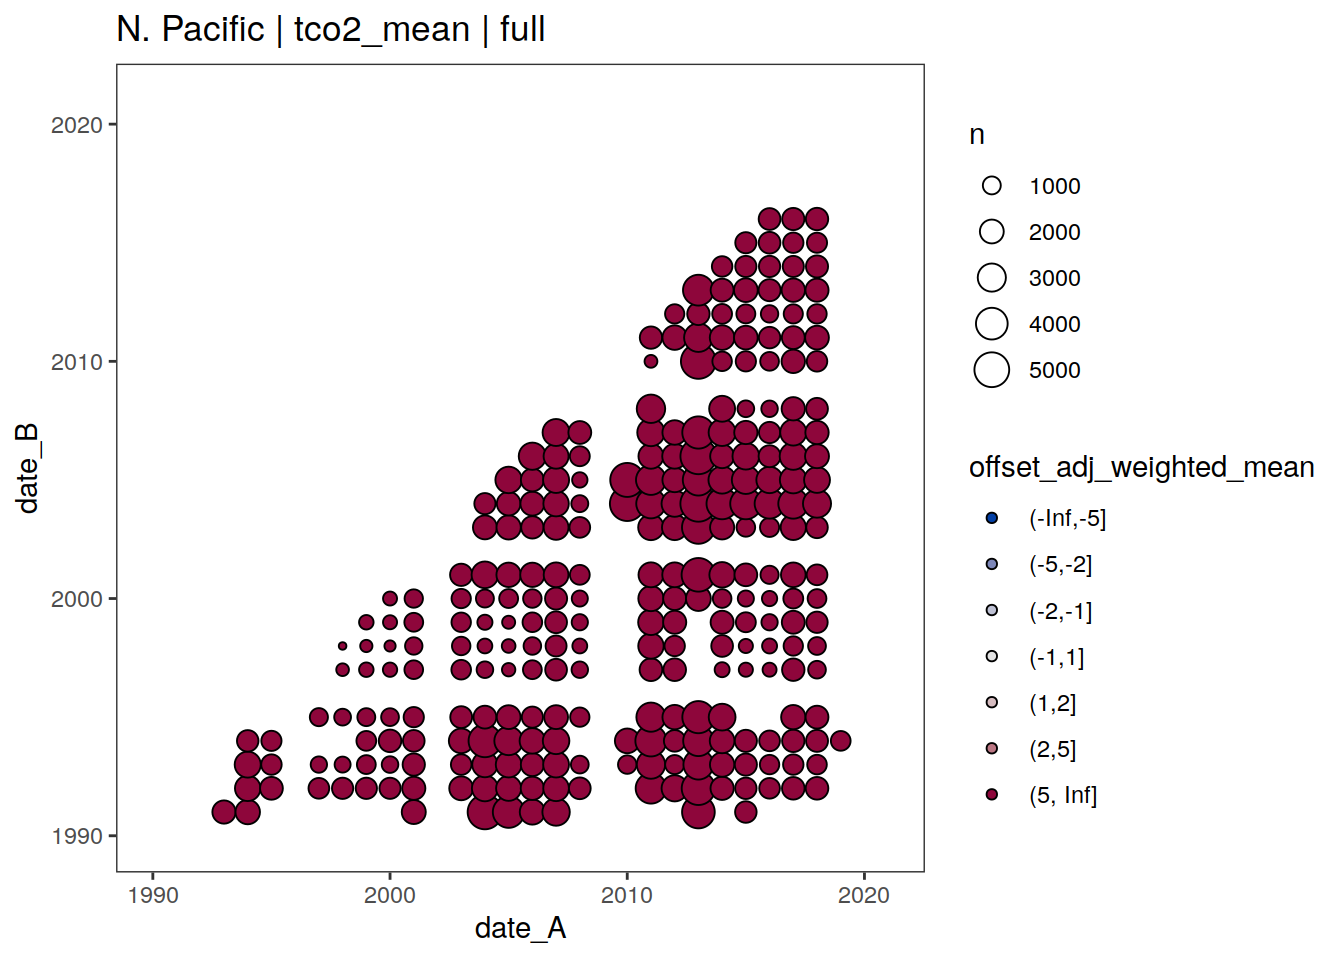 N. Pacific | tco2_mean | full
2020
2010
2000
1990
date_B
1990
2000
2010
2020
date_A
n
1000
2000
3000
4000
5000
offset_adj_weighted_mean
(-Inf,-5]
(-5,-2]
(-2,-1]
(-1,1]
(1,2]
(2,5]
(5, Inf]